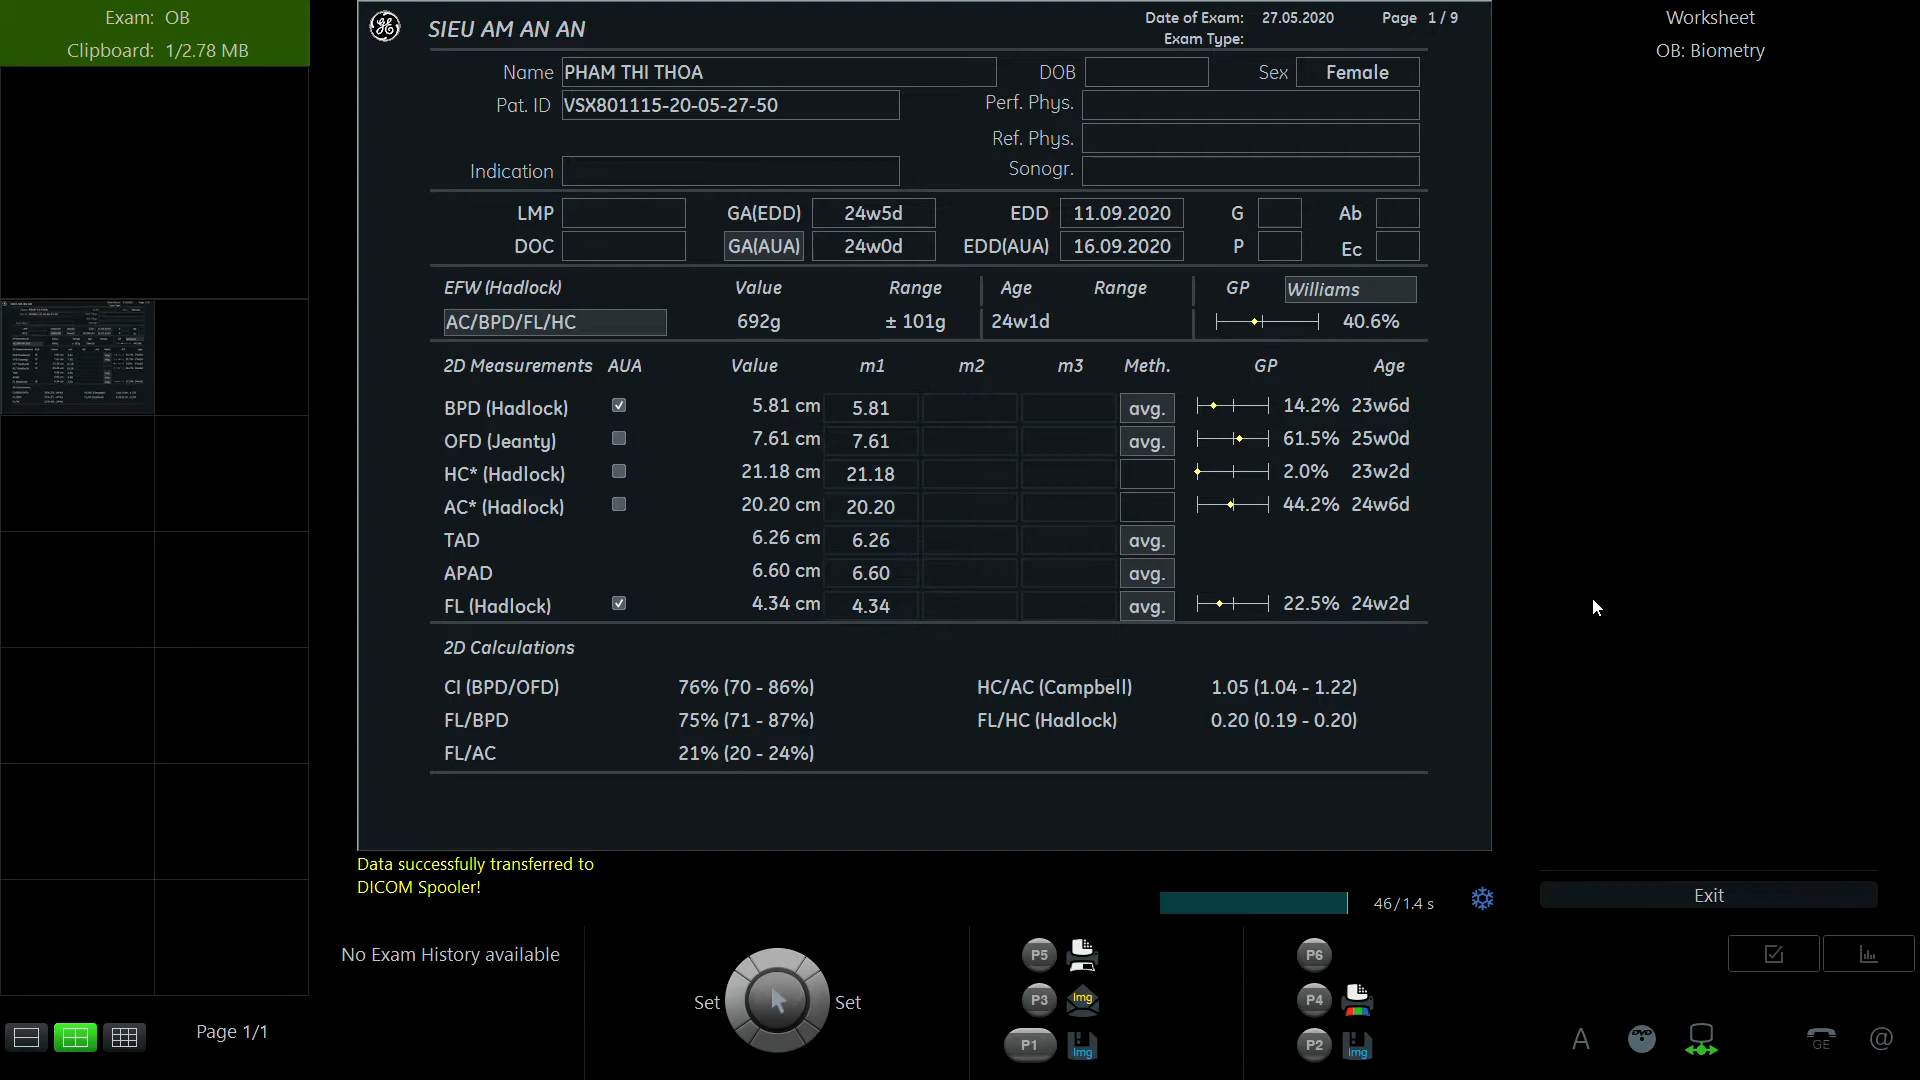 Exam: OB
Clipboard: 1/2.78 MB
SIEU AM AN AN
Date of Exam: 27.05.2020 Page 1 / 9
Exam Type:
Name PHAM THI THOA DOB Sex Female
Pat. ID VSX801115-20-05-27-50 Perf. Phys.
Ref. Phys.
Indication Sonogr.
LMP GA(EDD) 24w5d EDD 11.09.2020 G Ab
DOC GA(AUA) 24w0d EDD(AUA) 16.09.2020 P Ec
EFW (Hadlock) Value Range Age Range GP Williams
AC/BPD/FL/HC 692g ± 101g 24w1d 40.6%
2D Measurements AUA Value m1 m2 m3 Meth. GP Age
BPD (Hadlock) 5.81 cm 5.81 avg. 14.2% 23w6d
OFD (Jeanty) 7.61 cm 7.61 avg. 61.5% 25w0d
HC* (Hadlock) 21.18 cm 21.18 2.0% 23w2d
AC* (Hadlock) 20.20 cm 20.20 44.2% 24w6d
TAD 6.26 cm 6.26 avg.
APAD 6.60 cm 6.60 avg.
FL (Hadlock) 4.34 cm 4.34 avg. 22.5% 24w2d
2D Calculations
CI (BPD/OFD) 76% (70 - 86%) HC/AC (Campbell) 1.05 (1.04 - 1.22)
FL/BPD 75% (71 - 87%) FL/HC (Hadlock) 0.20 (0.19 - 0.20)
FL/AC 21% (20 - 24%)
Worksheet
OB: Biometry
Data successfully transferred to
DICOM Spooler!
46/1.4 s
Exit
No Exam History available
Set Set
P5 P6
P3 Img P4
P1 Img P2 Img
Page 1/1
A DVD GE @